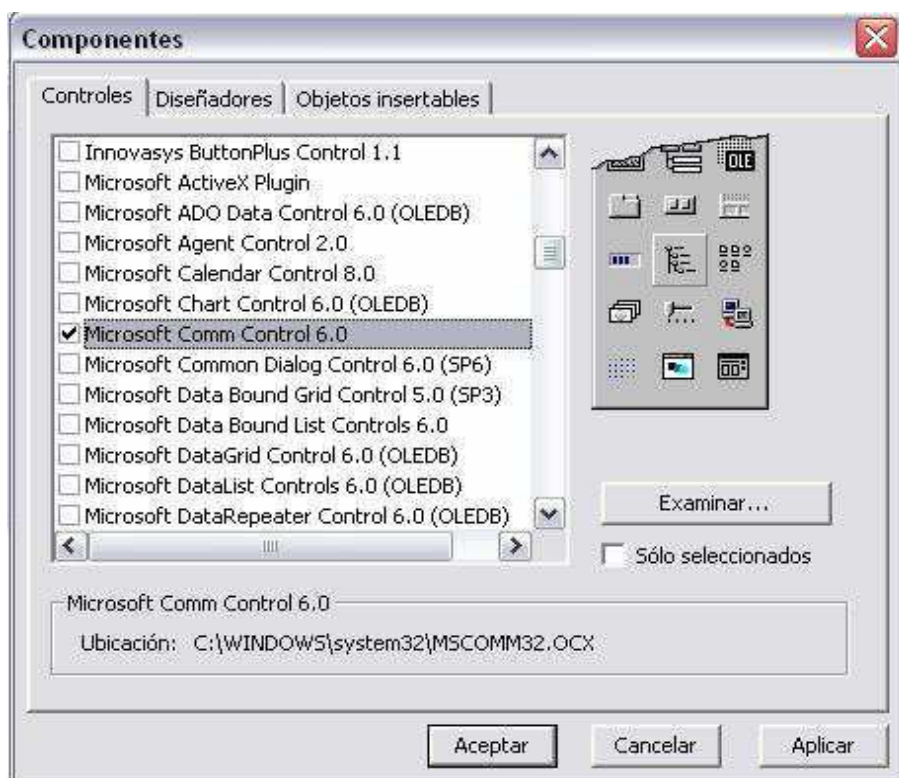 Componentes
Controles
Diseñadores
Objetos insertables
Innovasys ButtonPlus Control 1.1
Microsoft ActiveX Plugin
Microsoft ADO Data Control 6.0 (OLEDB)
Microsoft Agent Control 2.0
Microsoft Calendar Control 8.0
Microsoft Chart Control 6.0 (OLEDB)
Microsoft Comm Control 6.0
Microsoft Common Dialog Control 6.0 (SP6)
Microsoft Data Bound Grid Control 5.0 (SP3)
Microsoft Data Bound List Controls 6.0
Microsoft DataGrid Control 6.0 (OLEDB)
Microsoft DataList Controls 6.0 (OLEDB)
Microsoft DataRepeater Control 6.0 (OLEDB)
OLE
Examinar...
Sólo seleccionados
Microsoft Comm Control 6.0
Ubicación: C:\WINDOWS\system32\MSCOMM32.OCX
Aceptar
Cancelar
Aplicar